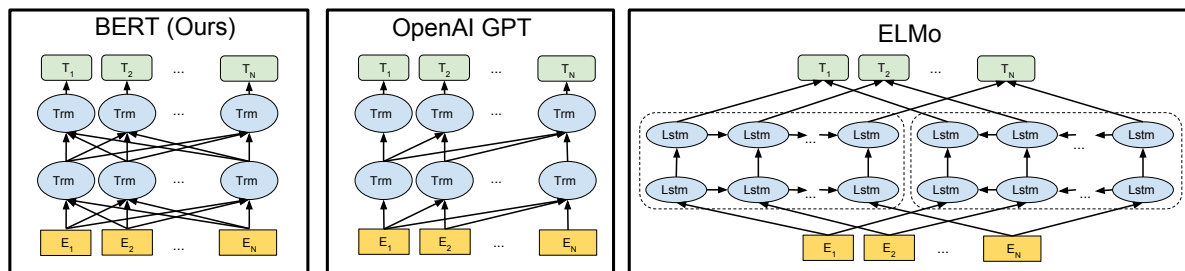 BERT (Ours)
T1 T2 ... TN
Trm Trm ... Trm
Trm Trm ... Trm
E1 E2 ... EN
OpenAI GPT
T1 T2 ... TN
Trm Trm ... Trm
Trm Trm ... Trm
E1 E2 ... EN
ELMo
T1 T2 ... TN
Lstm Lstm ... Lstm Lstm Lstm ... Lstm
Lstm Lstm ... Lstm Lstm Lstm ... Lstm
E1 E2 ... EN